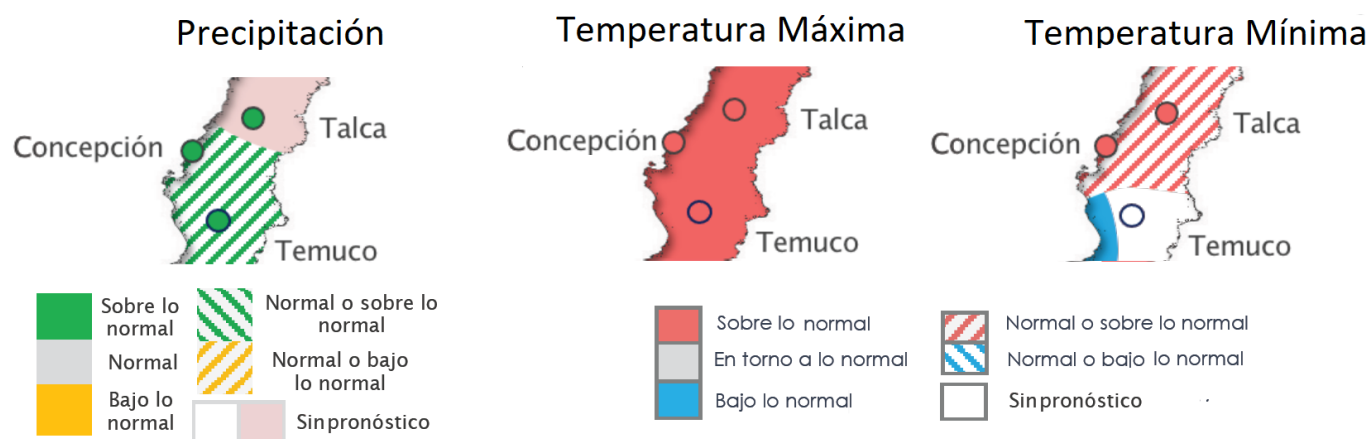 Precipitación
Temperatura Máxima
Temperatura Mínima
Concepción
Talca
Temuco
Concepción
Talca
Temuco
Concepción
Talca
Temuco
Sobre lo
normal
Normal
Bajo lo
normal
Normal o sobre lo
normal
Normal o bajo
lo normal
Sin pronóstico
Sobre lo normal
En torno a lo normal
Bajo lo normal
Normal o sobre lo normal
Normal o bajo lo normal
Sin pronóstico